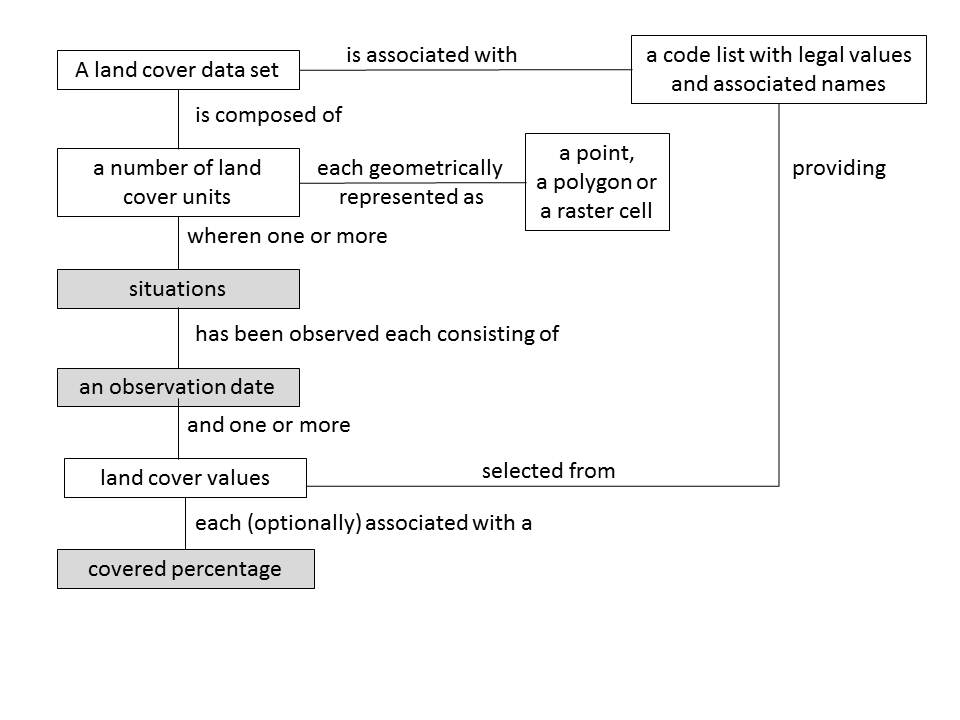 A land cover data set
is associated with
a code list with legal values
and associated names
is composed of
a number of land
cover units
each geometrically
represented as
a point,
a polygon or
a raster cell
providing
wheren one or more
situations
has been observed each consisting of
an observation date
and one or more
land cover values
selected from
each (optionally) associated with a
covered percentage